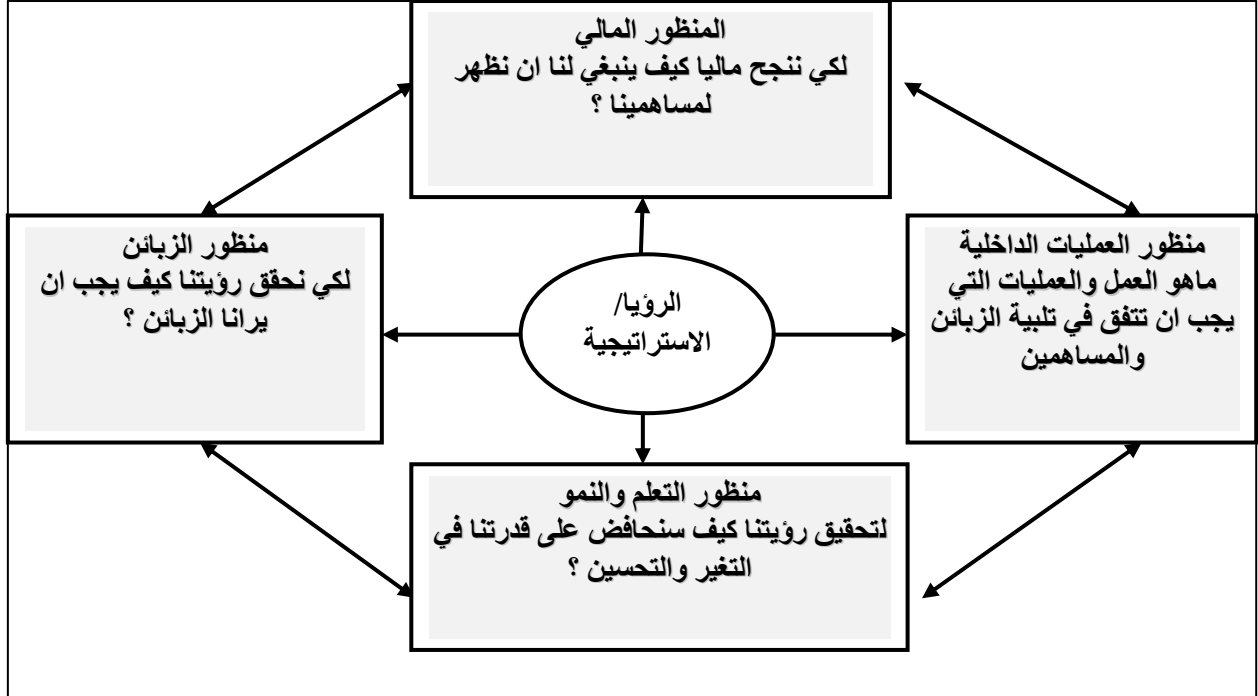 المنظور المالي
لكي ننجح ماليا كيف ينبغي لنا ان نظهر
لمساهمينا ؟
منظور العمليات الداخلية
ماهو العمل والعمليات التي
يجب ان تتفق في تلبية الزبائن
والمساهمين
الرؤيا/
الاستراتيجية
منظور الزبائن
لكي نحقق رؤيتنا كيف يجب ان
يرانا الزبائن ؟
منظور التعلم والنمو
لتحقيق رؤيتنا كيف سنحافض على قدرتنا في
التغير والتحسين ؟